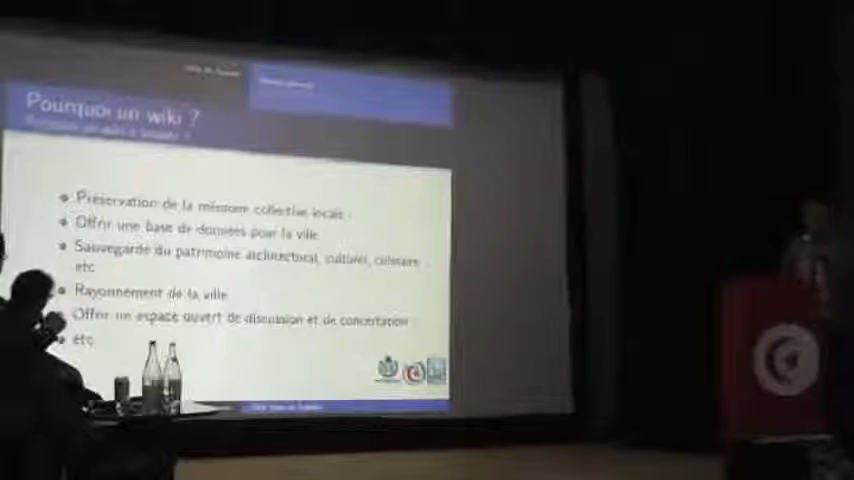 Pourquoi un wiki ?
Préservation de la mémoire collective locale
Offrir une base de données pour la ville
Sauvegarde du patrimoine architectural, culturel, culinaire
etc
Rayonnement de la ville
Offrir un espace ouvert de discussion et de concertation
etc